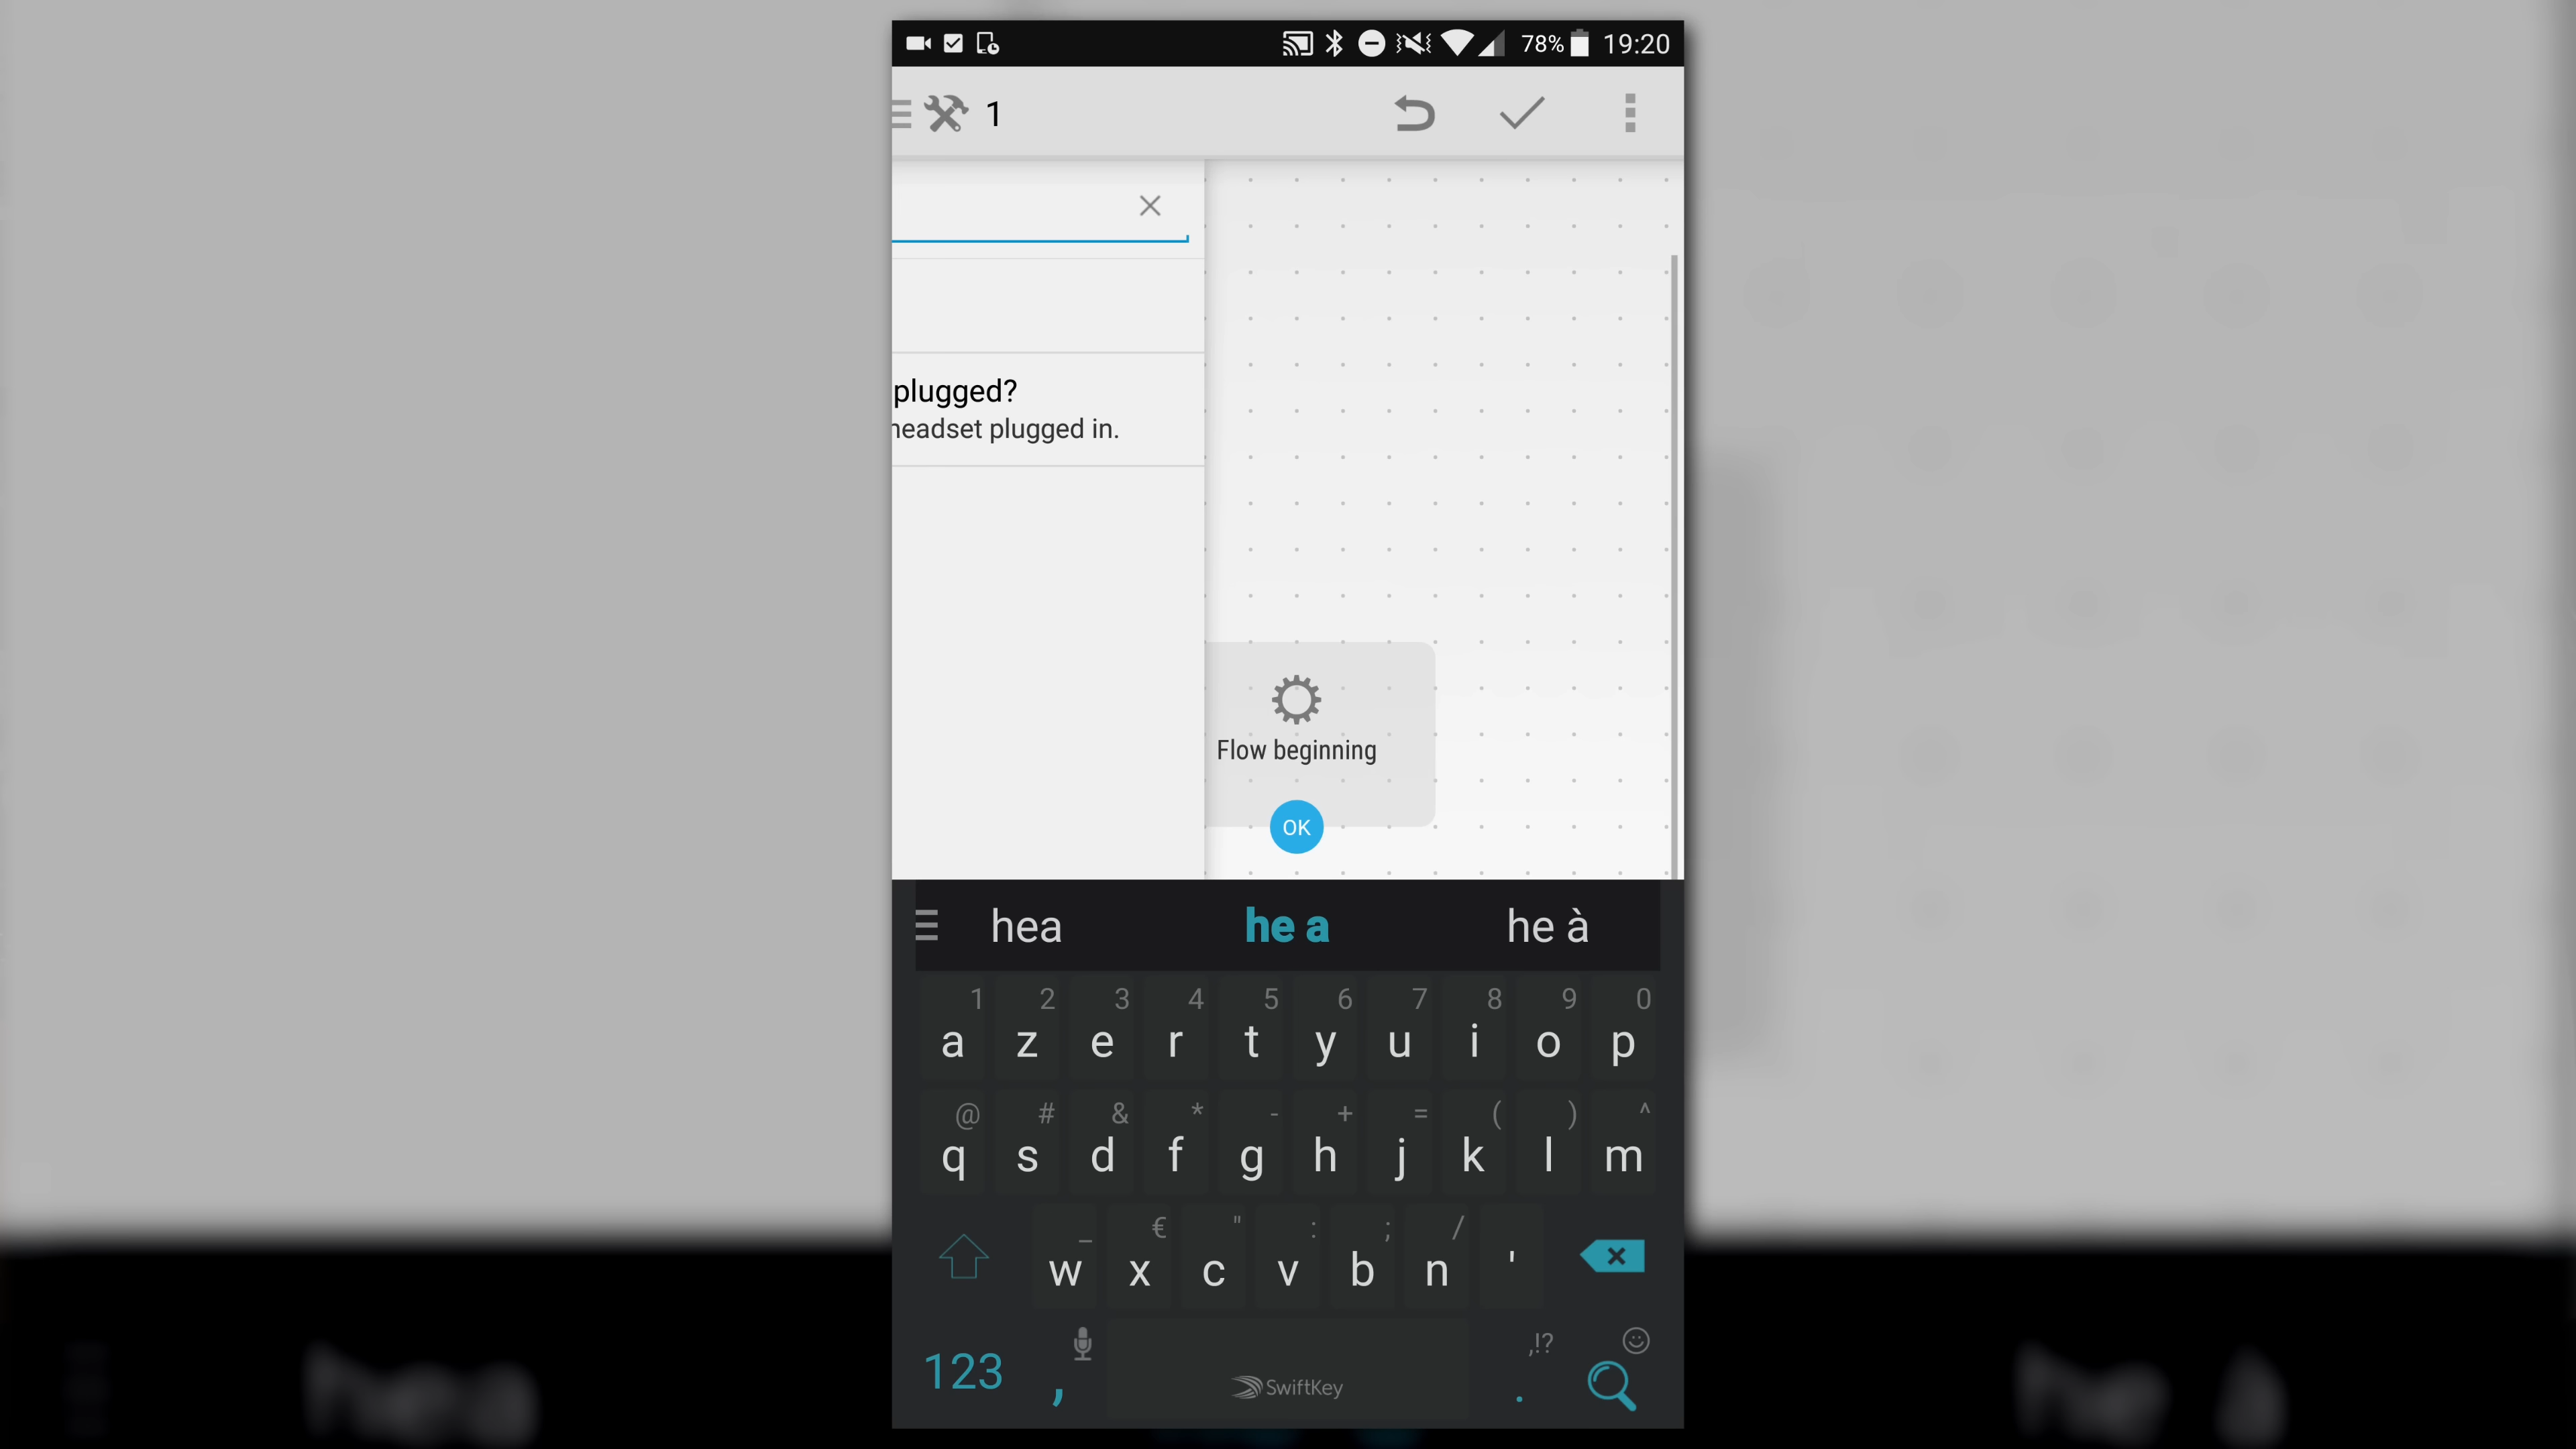 78% 19:20
1
plugged?
headset plugged in.
Flow beginning
OK
hea he a he à
1 2 3 4 5 6 7 8 9 0
a z e r t y u i o p
@ # & * - + = ( ) ^
q s d f g h j k l m
_ € " : ; /
w x c v b n '
,!?
123 , SwiftKey .